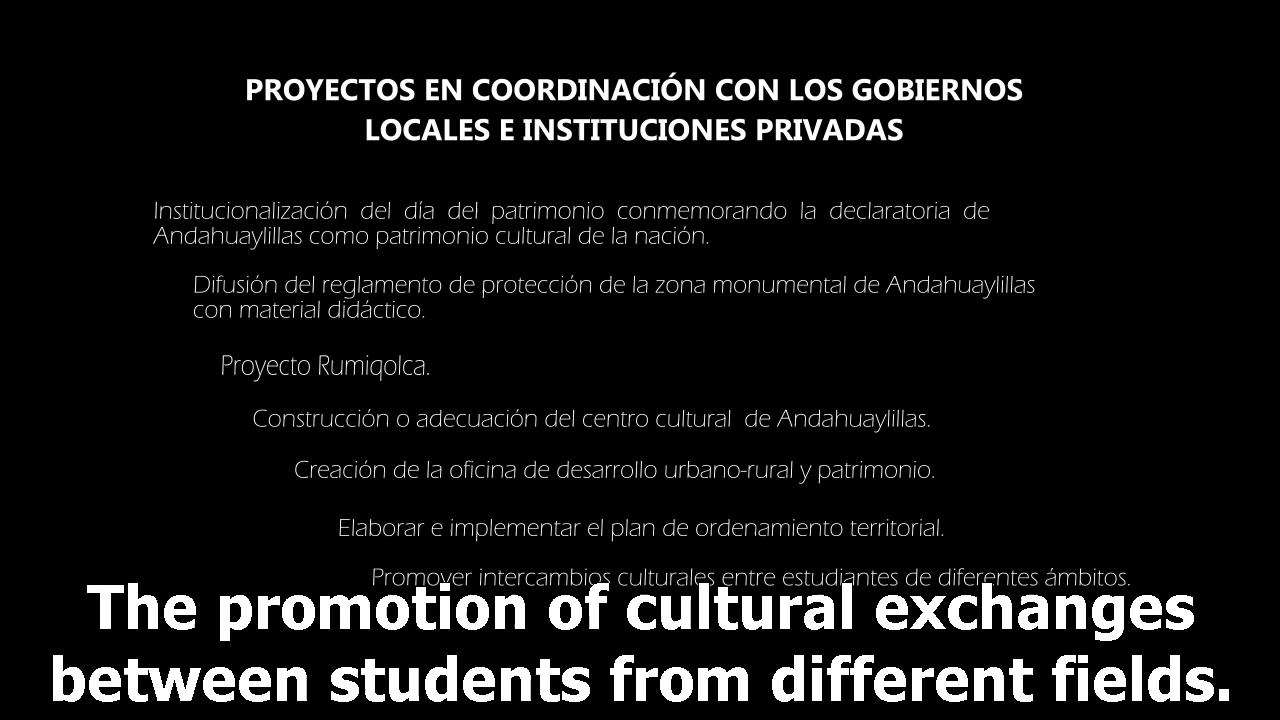 PROYECTOS EN COORDINACIÓN CON LOS GOBIERNOS
LOCALES E INSTITUCIONES PRIVADAS
Institucionalización del día del patrimonio conmemorando la declaratoria de
Andahuaylillas como patrimonio cultural de la nación.
Difusión del reglamento de protección de la zona monumental de Andahuaylillas
con material didáctico.
Proyecto Rumiqolca.
Construcción o adecuación del centro cultural de Andahuaylillas.
Creación de la oficina de desarrollo urbano-rural y patrimonio.
Elaborar e implementar el plan de ordenamiento territorial.
Promover intercambios culturales entre estudiantes de diferentes ámbitos.
The promotion of cultural exchanges
between students from different fields.